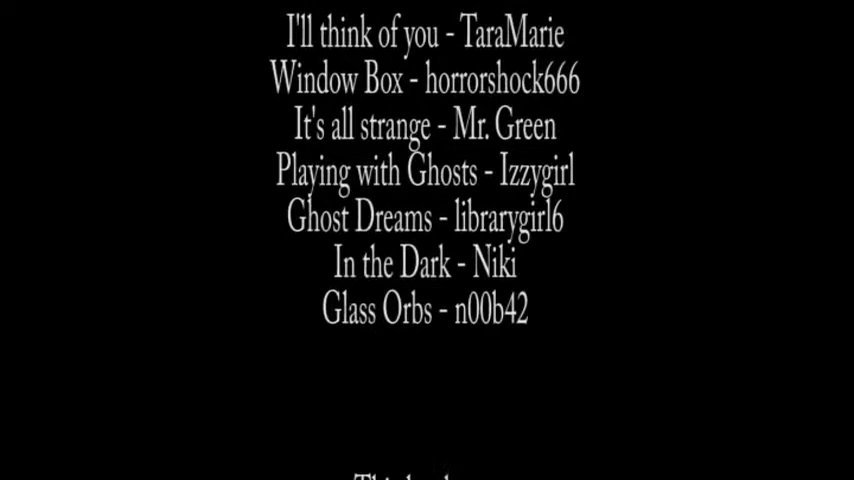 I'll think of you - TaraMarie
Window Box - horrorshock666
It's all strange - Mr. Green
Playing with Ghosts - Izzygirl
Ghost Dreams - librarygirl6
In the Dark - Niki
Glass Orbs - n00b42